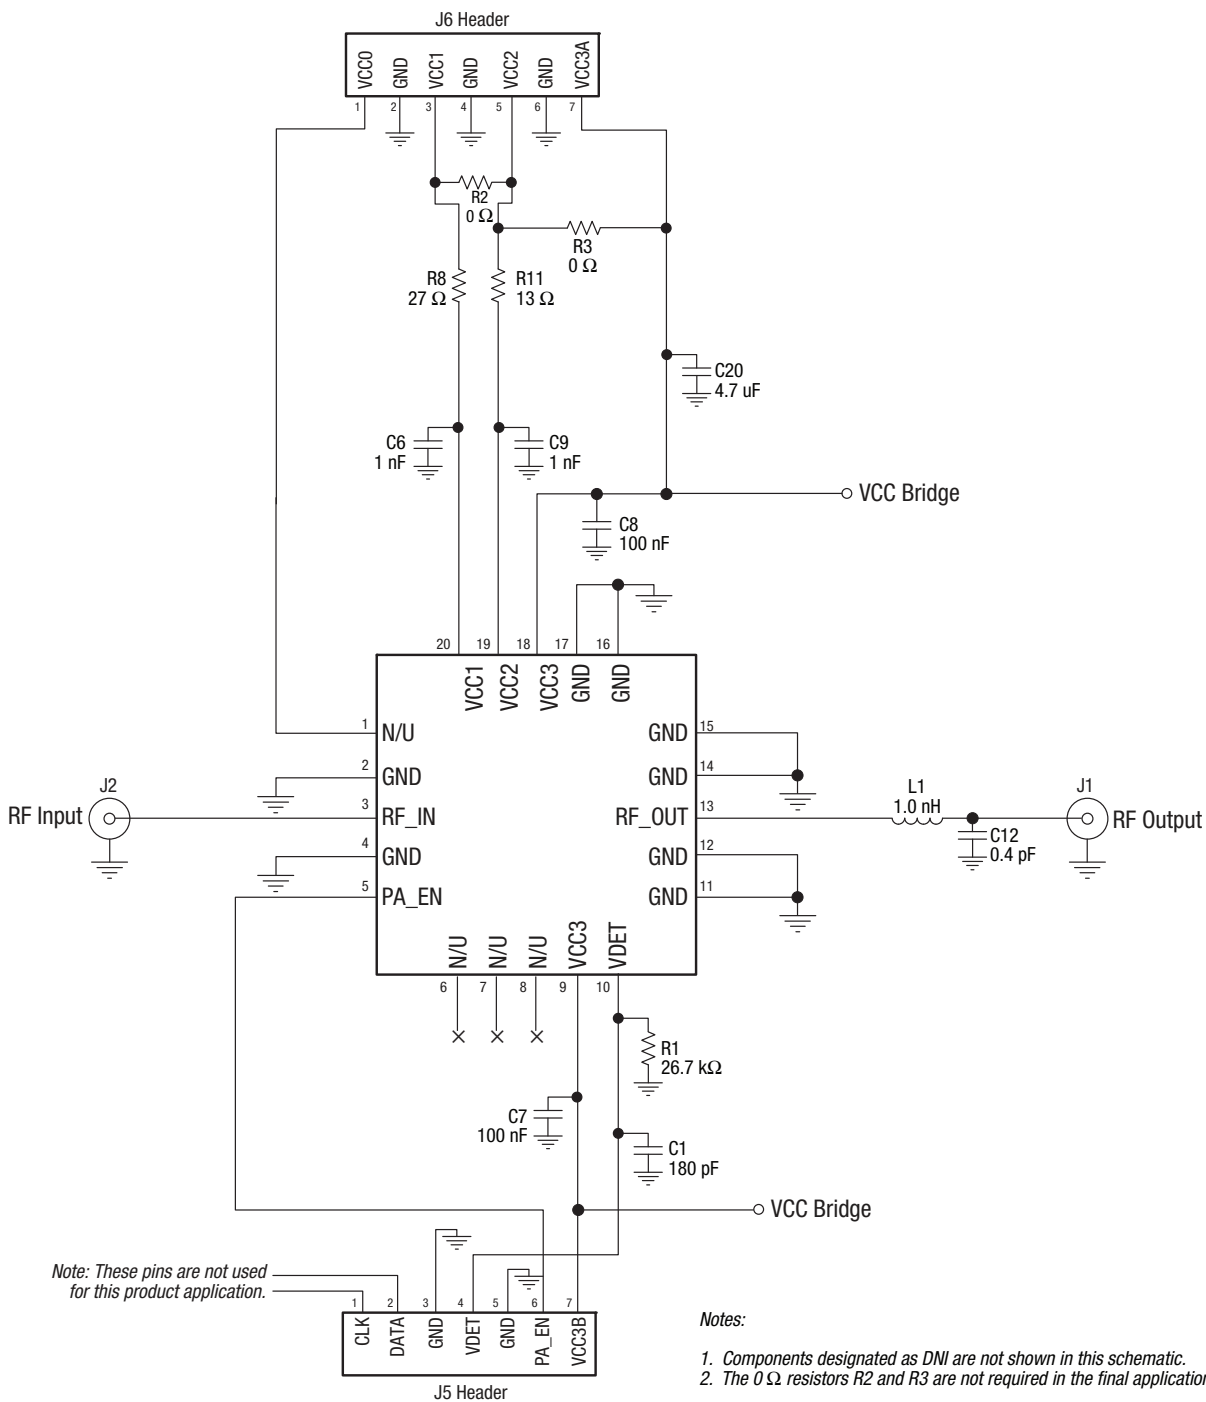 J6 Header
VCC0 GND VCC1 GND VCC2 GND VCC3A
1 2 3 4 5 6 7
R2
0 Ω
R3
0 Ω
R8
27 Ω
R11
13 Ω
C20
4.7 uF
C6
1 nF
C9
1 nF
VCC Bridge
C8
100 nF
20 19 18 17 16
VCC1 VCC2 VCC3 GND GND
1 N/U
GND 15
2 GND
GND 14
J2
RF Input
3 RF_IN
RF_OUT 13
L1
1.0 nH
J1
RF Output
C12
0.4 pF
4 GND
GND 12
5 PA_EN
GND 11
N/U N/U N/U VCC3 VDET
6 7 8 9 10
R1
26.7 kΩ
C7
100 nF
C1
180 pF
VCC Bridge
Note: These pins are not used
for this product application.
1 2 3 4 5 6 7
CLK DATA GND VDET GND PA_EN VCC3B
J5 Header
Notes:
1. Components designated as DNI are not shown in this schematic.
2. The 0 Ω resistors R2 and R3 are not required in the final application